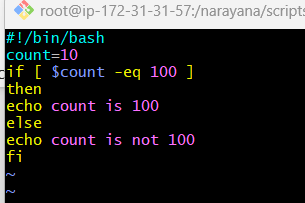 root@ip-172-31-31-57:/narayana/scripts
#!/bin/bash
count=10
if [ $count -eq 100 ]
then
echo count is 100
else
echo count is not 100
fi
~
~